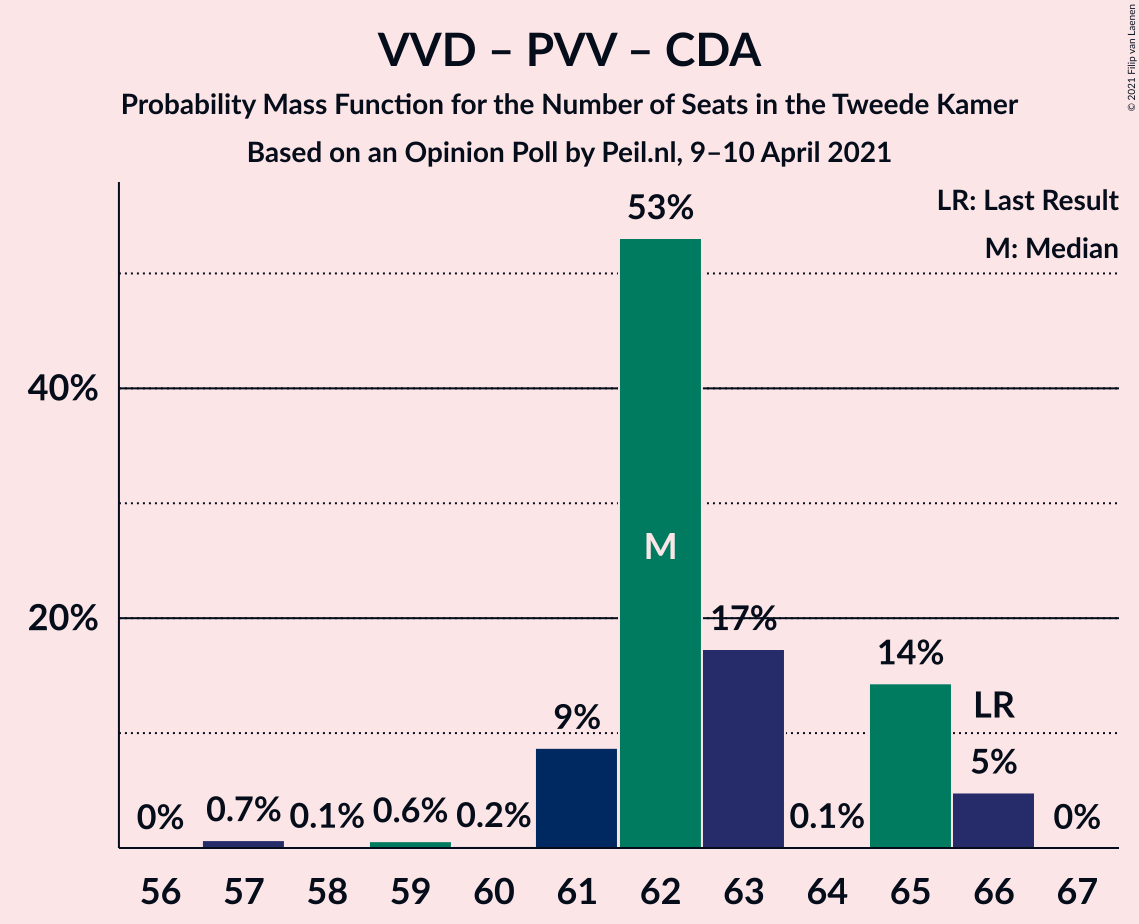 VVD – PVV – CDA
Probability Mass Function for the Number of Seats in the Tweede Kamer
Based on an Opinion Poll by Peil.nl, 9–10 April 2021
© 2021 Filip van Laenen
LR: Last Result
M: Median
53%
40%
M
20%
17%
14%
LR
9%
5%
0%
0.7%
0.1%
0.6%
0.2%
0.1%
0%
56 57 58 59 60 61 62 63 64 65 66 67